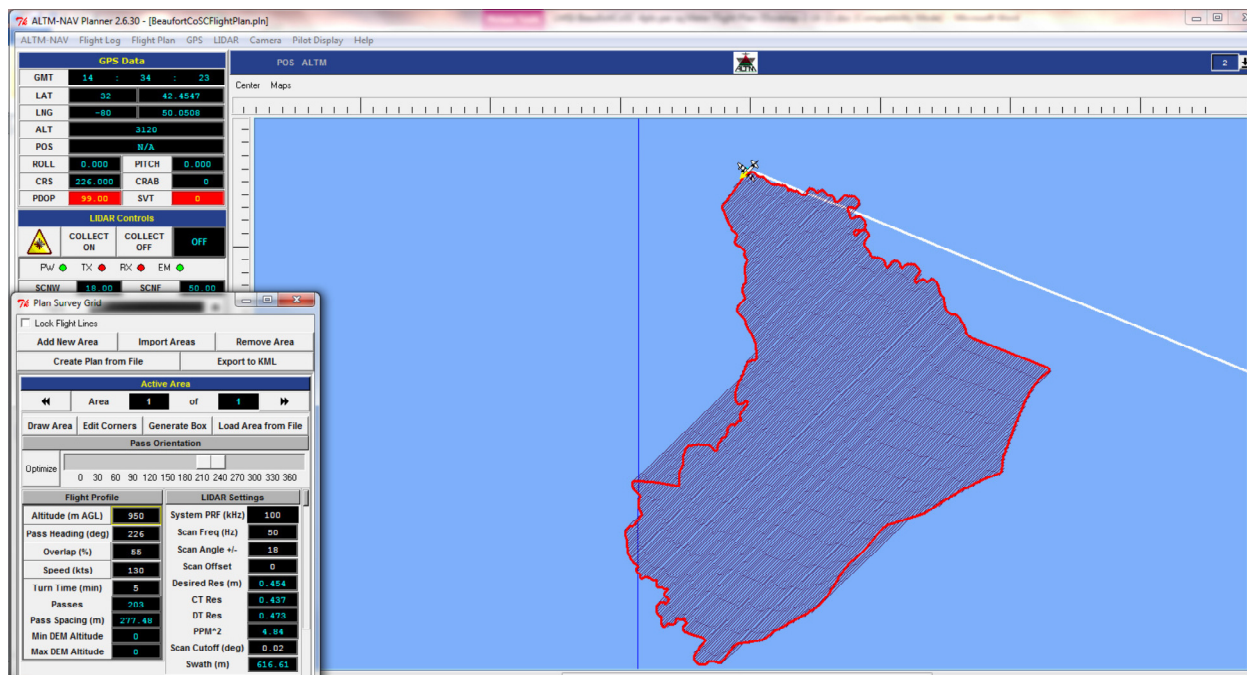 ALTM-NAV Planner 2.6.30 - [BeaufortCoSCFlightPlan.pln]
ALTM-NAV Flight Log Flight Plan GPS LIDAR Camera Pilot Display Help
GPS Data
GMT 14 : 34 : 23
LAT 32 42.4547
LNG -80 50.0508
ALT 3120
POS N/A
ROLL 0.000 PITCH 0.000
CRS 226.000 CRAB 0
PDOP 99.00 SVT 0
LIDAR Controls
COLLECT ON COLLECT OFF OFF
PW TX RX EM
SCNW 18.00 SCNF 50.00
POS ALTM
ALTM
2
Center Maps
Plan Survey Grid
Lock Flight Lines
Add New Area Import Areas Remove Area
Create Plan from File Export to KML
Active Area
Area 1 of 1
Draw Area Edit Corners Generate Box Load Area from File
Pass Orientation
Optimize
0 30 60 90 120 150 180 210 240 270 300 330 360
Flight Profile
Altitude (m AGL) 950
Pass Heading (deg) 226
Overlap (%) 55
Speed (kts) 130
Turn Time (min) 5
Passes 203
Pass Spacing (m) 277.48
Min DEM Altitude 0
Max DEM Altitude 0
LIDAR Settings
System PRF (kHz) 100
Scan Freq (Hz) 50
Scan Angle +/- 18
Scan Offset 0
Desired Res (m) 0.454
CT Res 0.437
DT Res 0.473
PPM^2 4.84
Scan Cutoff (deg) 0.02
Swath (m) 616.61